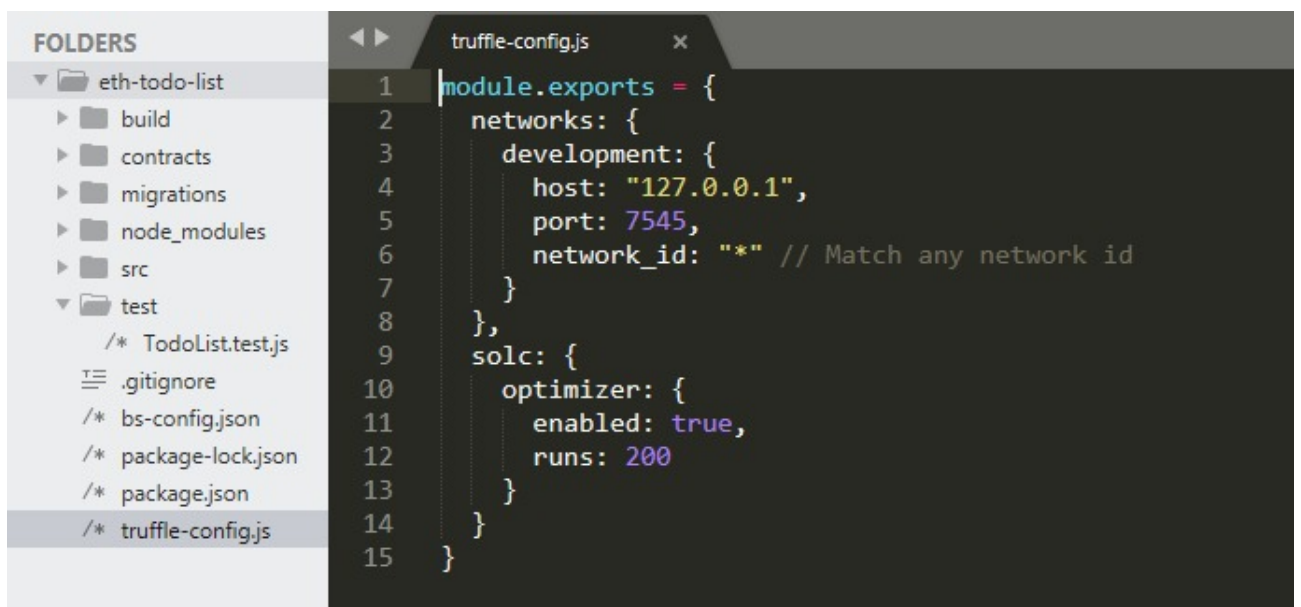 FOLDERS
eth-todo-list
build
contracts
migrations
node_modules
src
test
/* TodoList.test.js
.gitignore
/* bs-config.json
/* package-lock.json
/* package.json
/* truffle-config.js
truffle-config.js ×
1 module.exports = {
2   networks: {
3     development: {
4       host: "127.0.0.1",
5       port: 7545,
6       network_id: "*" // Match any network id
7     }
8   },
9   solc: {
10     optimizer: {
11       enabled: true,
12       runs: 200
13     }
14   }
15 }